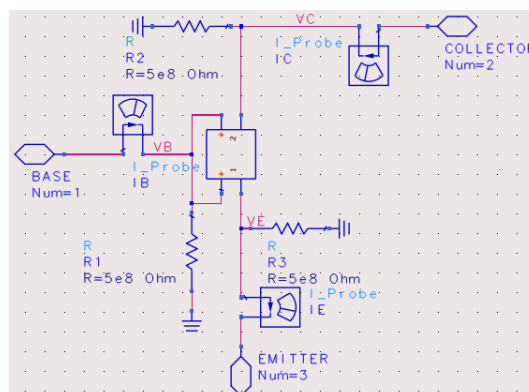 VC
R
R2
R=5e8 Ohm
I_Probe
IC
COLLECTOR
Num=2
VB
BASE
Num=1
I_Probe
IB
2
1
R
R1
R=5e8 Ohm
VE
R
R3
R=5e8 Ohm
I_Probe
IE
EMITTER
Num=3